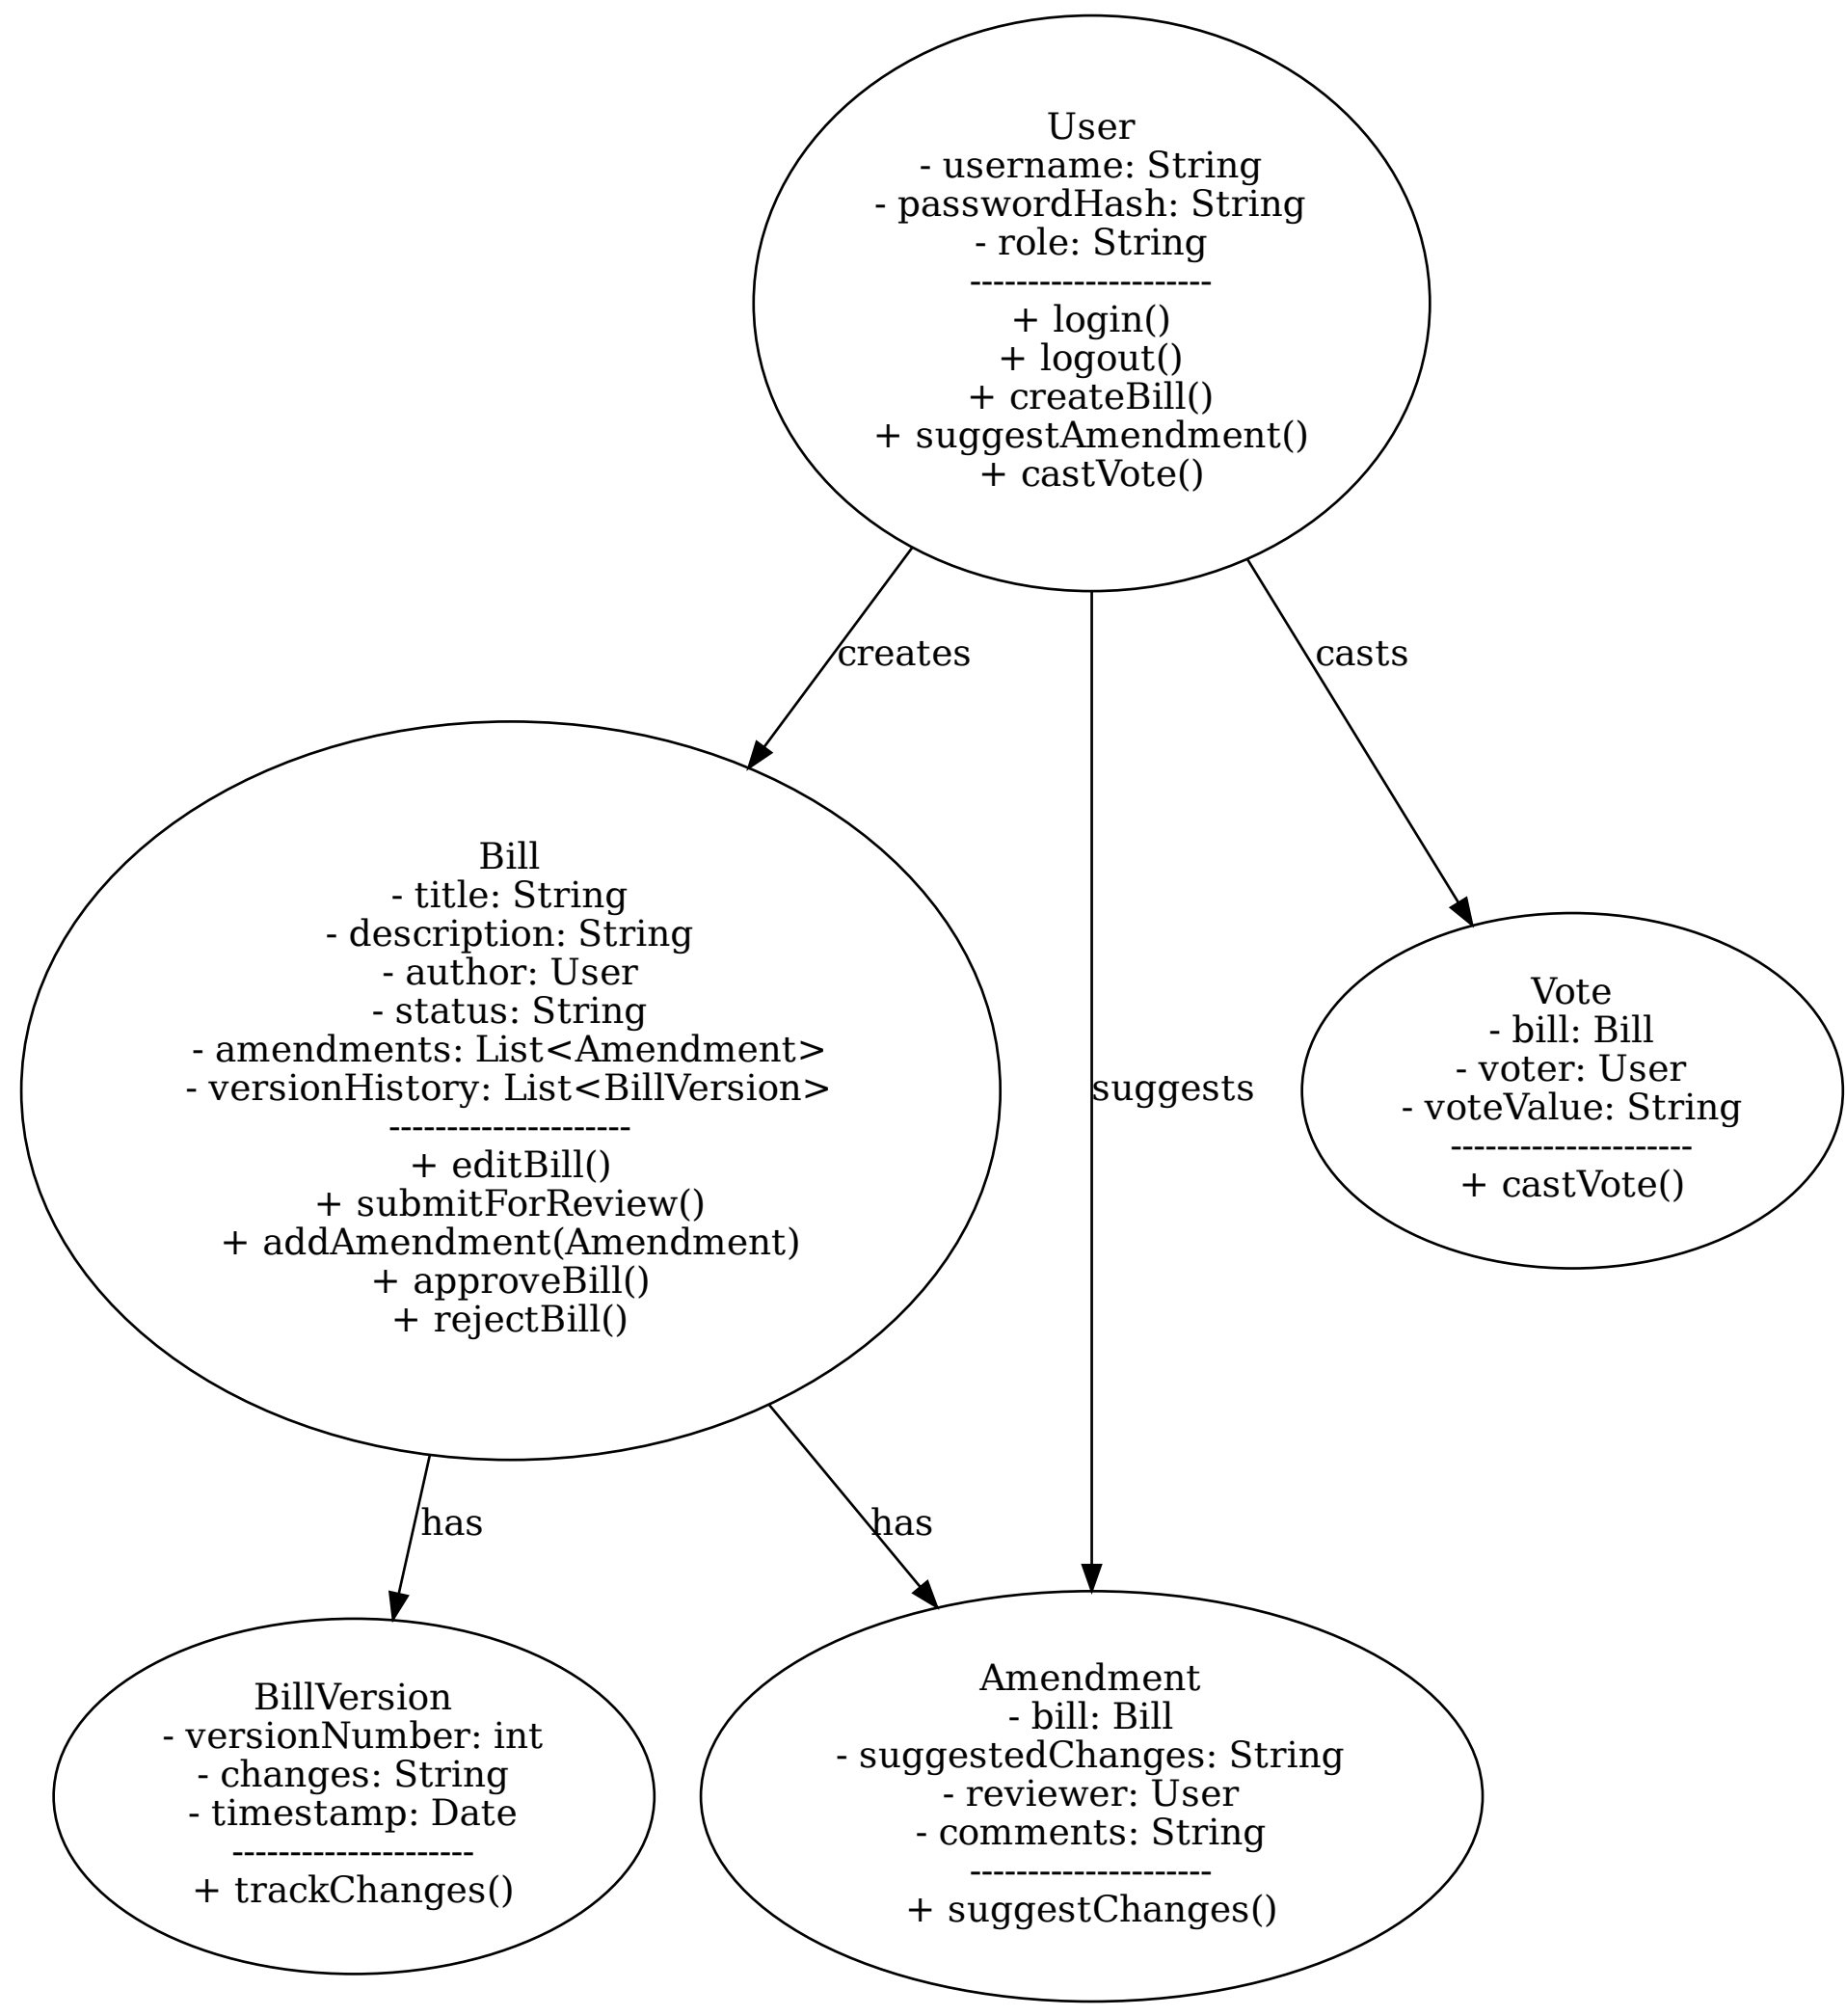 User
- username: String
- passwordHash: String
- role: String
---------------------
+ login()
+ logout()
+ createBill()
+ suggestAmendment()
+ castVote()
creates
casts
Bill
- title: String
- description: String
- author: User
- status: String
- amendments: List<Amendment>
- versionHistory: List<BillVersion>
---------------------
+ editBill()
+ submitForReview()
+ addAmendment(Amendment)
+ approveBill()
+ rejectBill()
suggests
Vote
- bill: Bill
- voter: User
- voteValue: String
---------------------
+ castVote()
has
has
BillVersion
- versionNumber: int
- changes: String
- timestamp: Date
---------------------
+ trackChanges()
Amendment
- bill: Bill
- suggestedChanges: String
- reviewer: User
- comments: String
---------------------
+ suggestChanges()